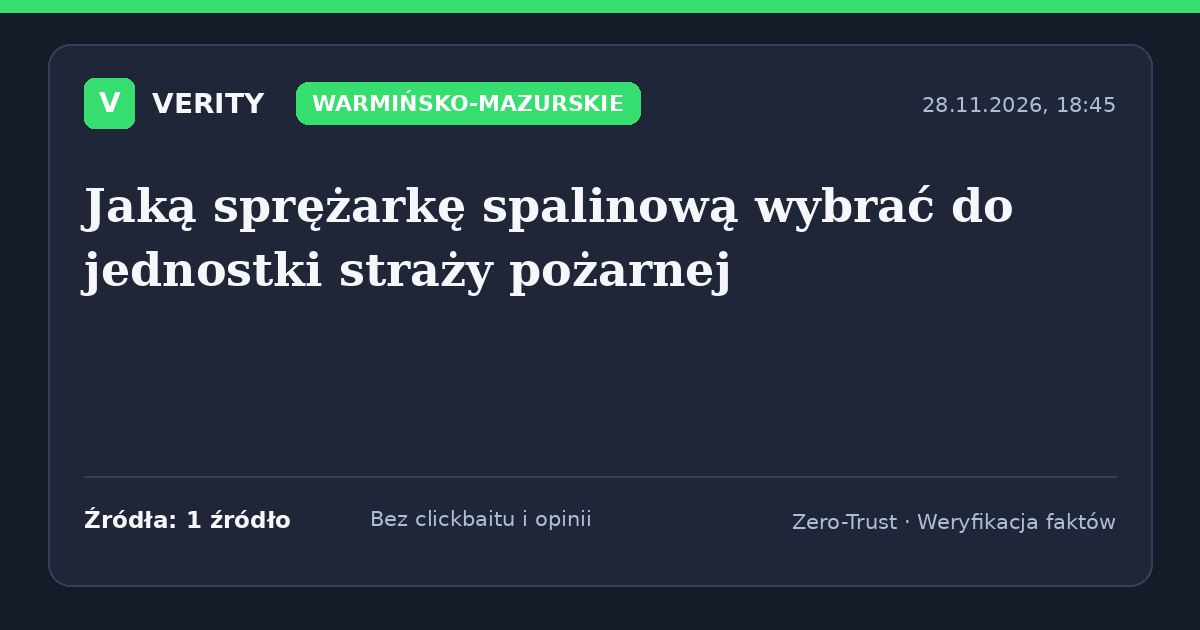 V VERITY WARMIŃSKO-MAZURSKIE 28.11.2026, 18:45
Jaką sprężarkę spalinową wybrać do
jednostki straży pożarnej
Źródła: 1 źródło Bez clickbaitu i opinii Zero-Trust · Weryfikacja faktów